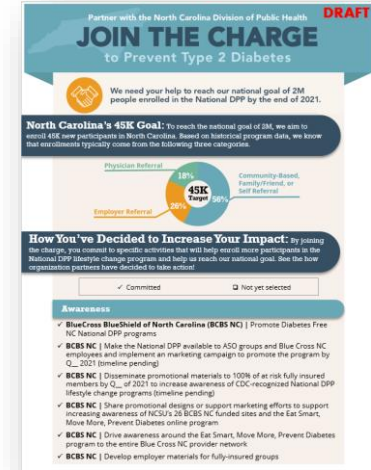 Partner with the North Carolina Division of Public Health
DRAFT
JOIN THE CHARGE
to Prevent Type 2 Diabetes
We need your help to reach our national goal of 2M
people enrolled in the National DPP by the end of 2021.
North Carolina's 45K Goal: To reach the national goal of 2M, we aim to
enroll 45K new participants in North Carolina. Based on historical program data, we know
that enrollments typically come from the following three categories.
Physician Referral
18%
Community-Based,
Family/Friend, or
Self Referral
45K
Target
56%
26%
Employer Referral
How You've Decided to Increase Your Impact: By joining
the charge, you commit to specific activities that will help enroll more participants in the
National DPP lifestyle change program and help us reach our national goal. See the how
organization partners have decided to take action!
✓ Committed
❑ Not yet selected
Awareness
✓ BlueCross BlueShield of North Carolina (BCBS NC) | Promote Diabetes Free
NC National DPP programs
✓ BCBS NC | Make the National DPP available to ASO groups and Blue Cross NC
employees and implement an marketing campaign to promote the program by
Q__ 2021 (timeline pending)
✓ BCBS NC | Disseminate promotional materials to 100% of at risk fully insured
members by Q__ of 2021 to increase awareness of CDC-recognized National DPP
lifestyle change programs (timeline pending)
✓ BCBS NC | Share promotional designs or support marketing efforts to support
increasing awareness of NCSU's 26 BCBS NC funded sites and the Eat Smart,
Move More, Prevent Diabetes online program
✓ BCBS NC | Drive awareness around the Eat Smart, Move More, Prevent Diabetes
program to the entire Blue Cross NC provider network
✓ BCBS NC | Develop employer materials for fully-insured groups